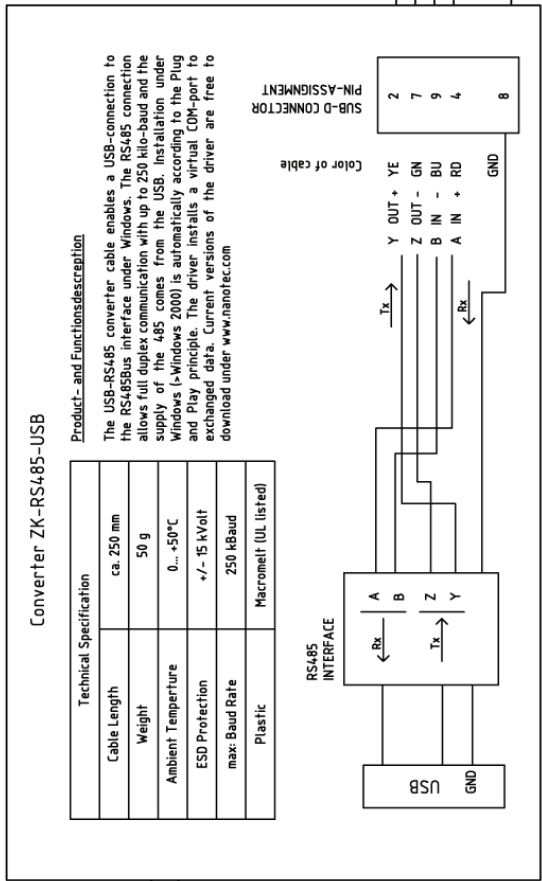 Converter ZK-RS485-USB
Technical Specification
Cable Length ca. 250 mm
Weight 50 g
Ambient Temperture 0... +50°C
ESD Protection +/- 15 kVolt
max: Baud Rate 250 kBaud
Plastic Macromelt (UL listed)
Product- and Functionsdescreption
The USB-RS485 converter cable enables a USB-connection to
the RS485Bus interface under Windows. The RS485 connection
allows full duplex communication with up to 250 kilo-baud and the
supply of the 485 comes from the USB. Installation under
Windows (>Windows 2000) is automatically according to the Plug
and Play principle. The driver installs a virtual COM-port to
exchanged data. Current versions of the driver are free to
download under www.nanotec.com
USB
GND
RS485
INTERFACE
Rx
Tx
A
B
Z
Y
Tx
Rx
Color of cable
Y OUT + YE
Z OUT - GN
B IN - BU
A IN + RD
GND
SUB-D CONNECTOR
PIN-ASSIGNMENT
2
7
9
4
8